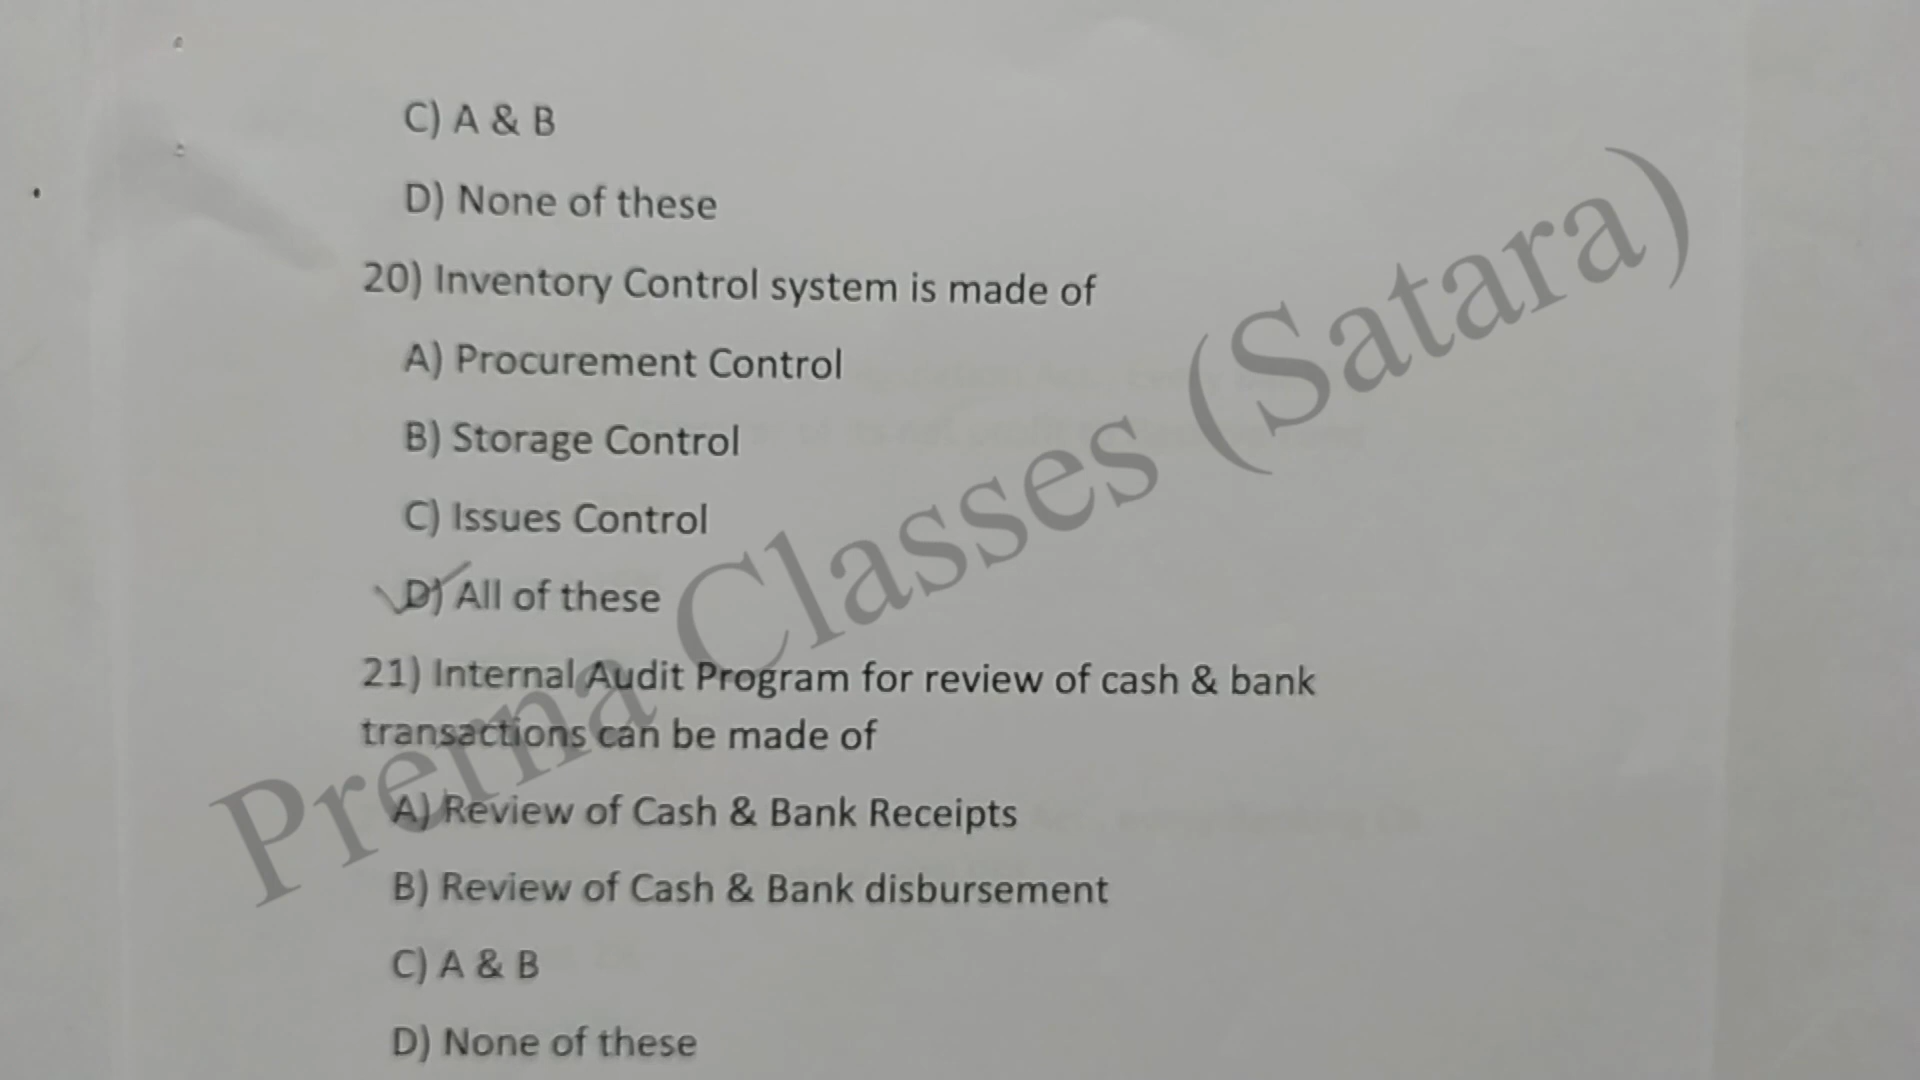 C) A & B
D) None of these
20) Inventory Control system is made of
A) Procurement Control
B) Storage Control
C) Issues Control
D) All of these
21) Internal Audit Program for review of cash & bank
transactions can be made of
A) Review of Cash & Bank Receipts
B) Review of Cash & Bank disbursement
C) A & B
D) None of these
Prerna Classes (Satara)